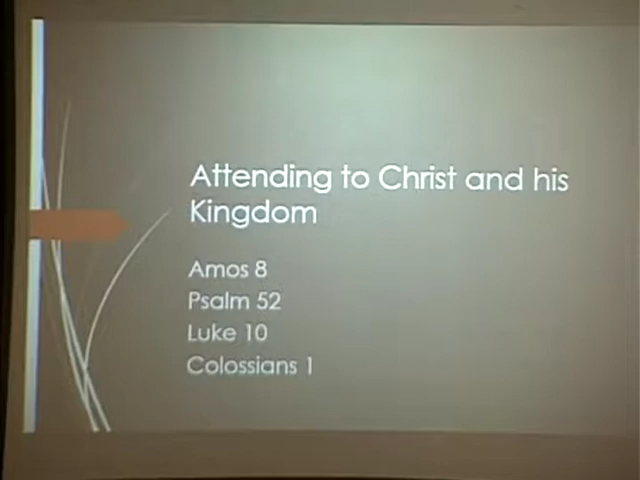 Attending to Christ and his
Kingdom
Amos 8
Psalm 52
Luke 10
Colossians 1